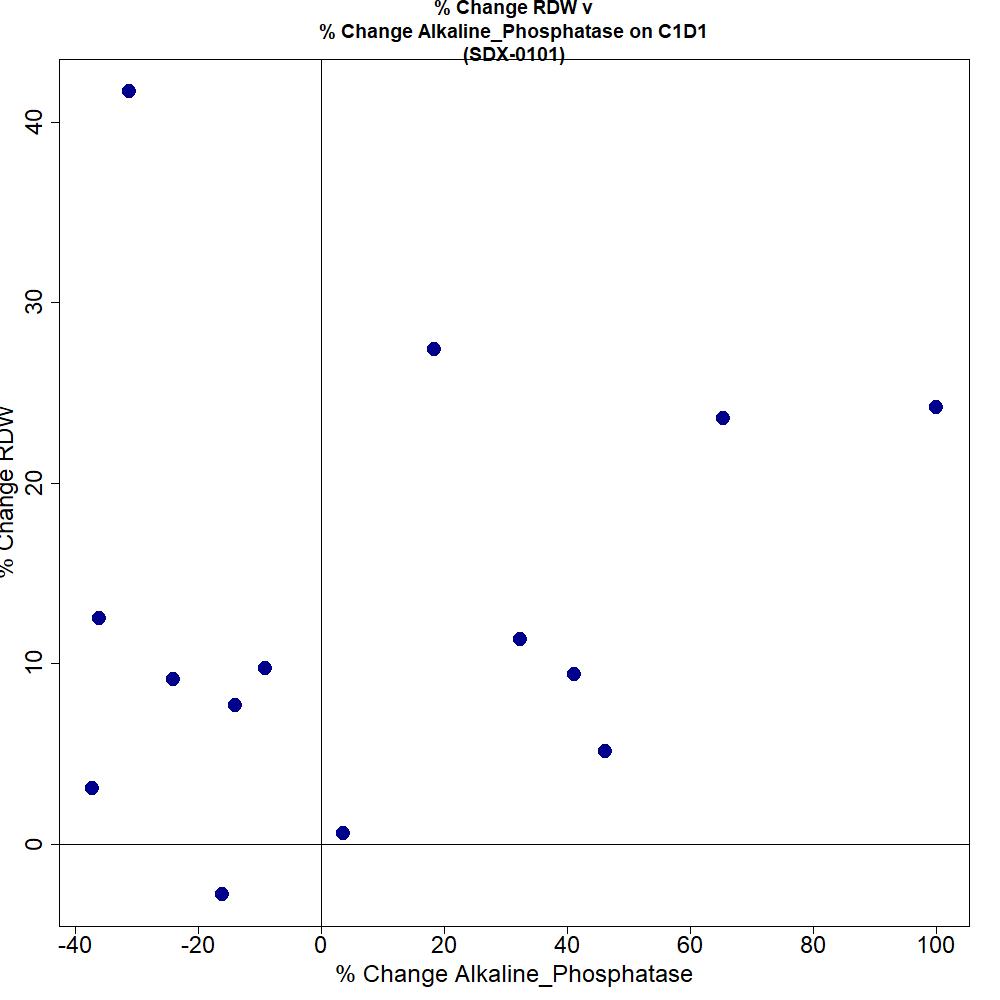 % Change RDW v
% Change Alkaline_Phosphatase on C1D1
(SDX-0101)
% Change RDW
40
30
20
10
0
-40 -20 0 20 40 60 80 100
% Change Alkaline_Phosphatase